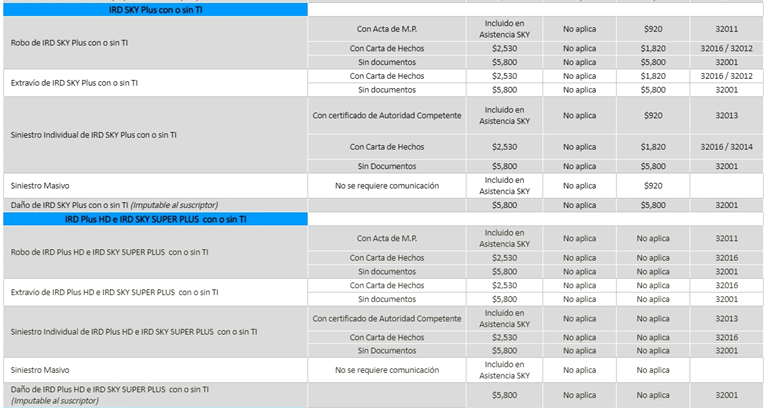 IRD SKY Plus con o sin TI
Robo de IRD SKY Plus con o sin TI
Con Acta de M.P. Incluido en Asistencia SKY No aplica $920 32011
Con Carta de Hechos $2,530 No aplica $1,820 32016 / 32012
Sin documentos $5,800 No aplica $5,800 32001
Extravío de IRD SKY Plus con o sin TI
Con Carta de Hechos $2,530 No aplica $1,820 32016 / 32012
Sin documentos $5,800 No aplica $5,800 32001
Siniestro Individual de IRD SKY Plus con o sin TI
Con certificado de Autoridad Competente Incluido en Asistencia SKY No aplica $920 32013
Con Carta de Hechos $2,530 No aplica $1,820 32016 / 32014
Sin Documentos $5,800 No aplica $5,800 32001
Siniestro Masivo No se requiere comunicación Incluido en Asistencia SKY No aplica $920
Daño de IRD SKY Plus con o sin TI (Imputable al suscriptor) $5,800 No aplica $5,800 32001
IRD Plus HD e IRD SKY SUPER PLUS con o sin TI
Robo de IRD Plus HD e IRD SKY SUPER PLUS con o sin TI
Con Acta de M.P. Incluido en Asistencia SKY No aplica No aplica 32011
Con Carta de Hechos $2,530 No aplica No aplica 32016
Sin documentos $5,800 No aplica No aplica 32001
Extravío de IRD Plus HD e IRD SKY SUPER PLUS con o sin TI
Con Carta de Hechos $2,530 No aplica No aplica 32016
Sin documentos $5,800 No aplica No aplica 32001
Siniestro Individual de IRD Plus HD e IRD SKY SUPER PLUS con o sin TI
Con certificado de Autoridad Competente Incluido en Asistencia SKY No aplica No aplica 32013
Con Carta de Hechos $2,530 No aplica No aplica 32016
Sin Documentos $5,800 No aplica No aplica 32001
Siniestro Masivo No se requiere comunicación Incluido en Asistencia SKY No aplica No aplica
Daño de IRD Plus HD e IRD SKY SUPER PLUS con o sin TI
(Imputable al suscriptor) $5,800 No aplica No aplica 32001